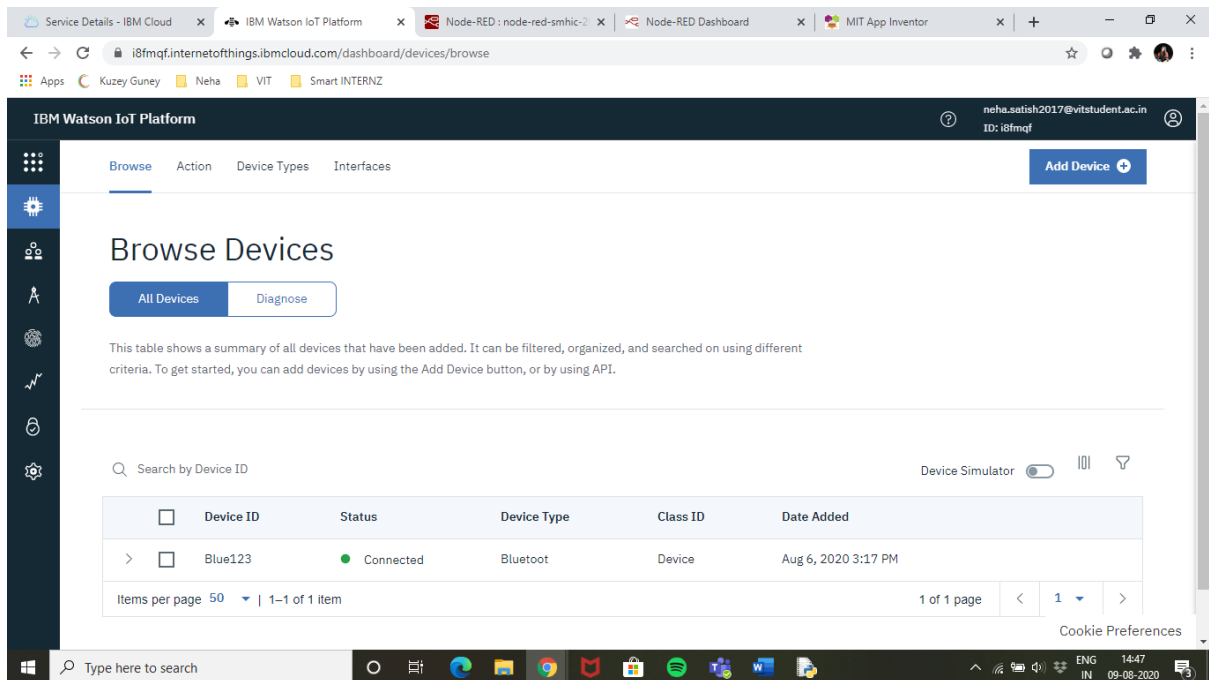 Service Details - IBM Cloud
IBM Watson IoT Platform
Node-RED : node-red-smhic-2
Node-RED Dashboard
MIT App Inventor
i8fmqf.internetofthings.ibmcloud.com/dashboard/devices/browse
Apps Kuzey Guney Neha VIT Smart INTERNZ
IBM Watson IoT Platform
neha.satish2017@vitstudent.ac.in
ID: i8fmqf
Browse Action Device Types Interfaces
Add Device
Browse Devices
All Devices Diagnose
This table shows a summary of all devices that have been added. It can be filtered, organized, and searched on using different
criteria. To get started, you can add devices by using the Add Device button, or by using API.
Search by Device ID
Device Simulator
Device ID Status Device Type Class ID Date Added
Blue123 Connected Bluetoot Device Aug 6, 2020 3:17 PM
Items per page 50 | 1–1 of 1 item
1 of 1 page 1
Cookie Preferences
Type here to search
ENG
IN
14:47
09-08-2020
3